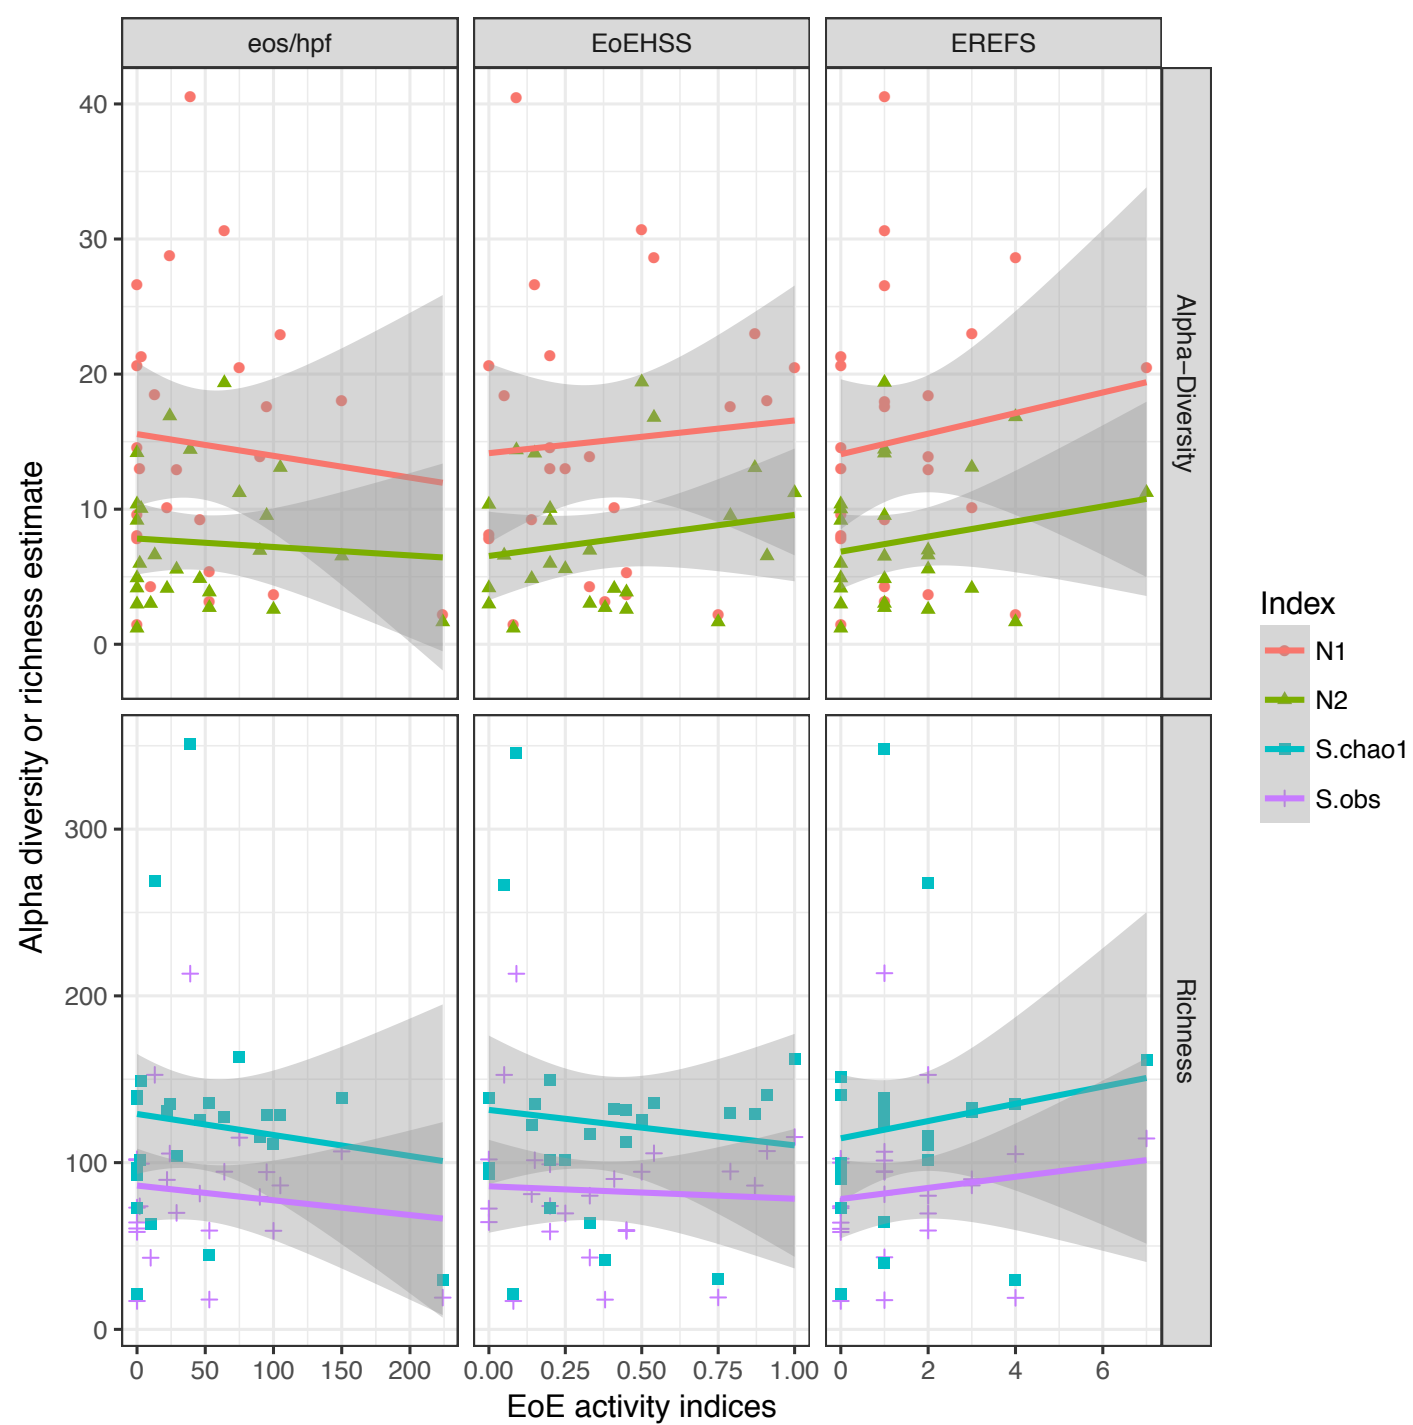 eos/hpf EoEHSS EREFS
40
30
20
10
0
Alpha–Diversity
300
200
100
0
Richness
Alpha diversity or richness estimate
0 50 100 150 200 0.00 0.25 0.50 0.75 1.00 0 2 4 6
EoE activity indices
Index
N1
N2
S.chao1
S.obs